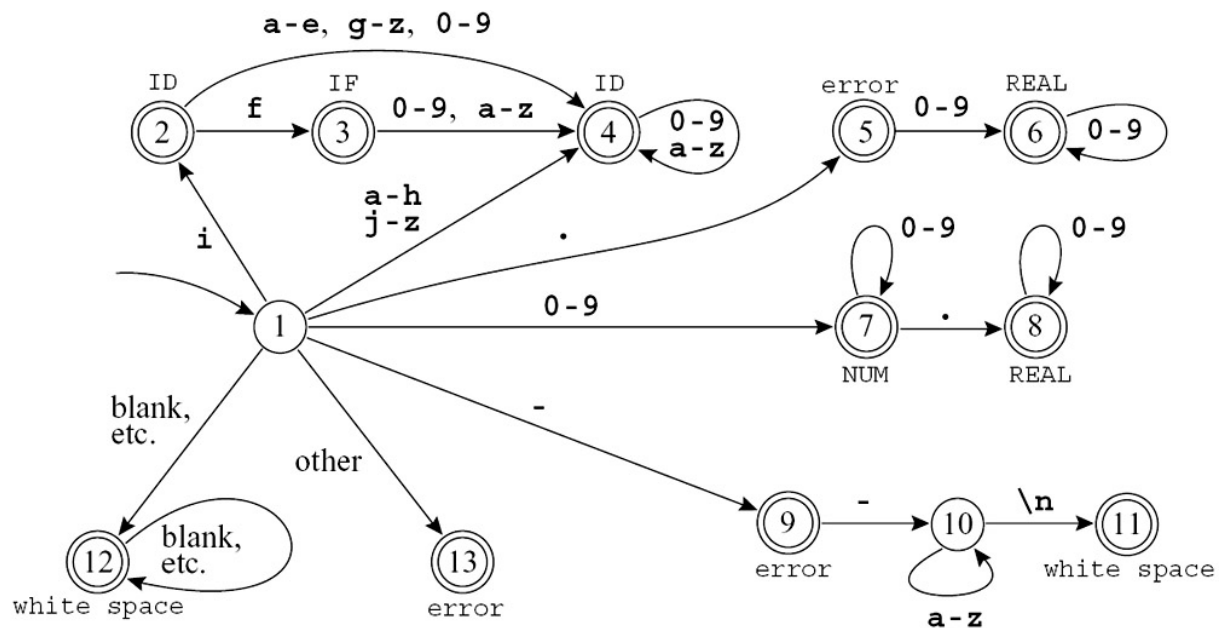 a-e, g-z, 0-9
ID
IF
ID
error
REAL
2
f
3
0-9, a-z
4
0-9
a-z
5
0-9
6
0-9
a-h
j-z
i
.
0-9
0-9
1
0-9
7
.
8
NUM
REAL
blank,
etc.
-
other
12
blank,
etc.
13
9
-
10
\n
11
white space
error
error
white space
a-z